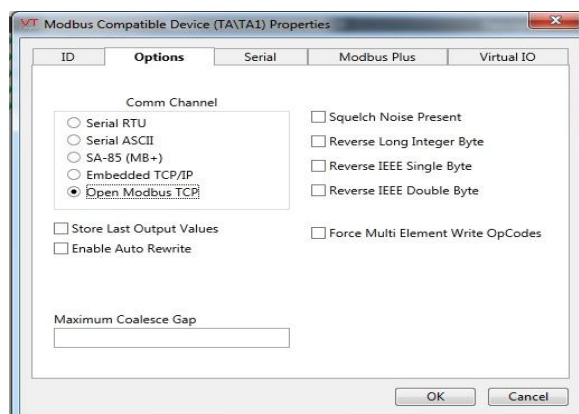 VT Modbus Compatible Device (TA\TA1) Properties
ID Options Serial Modbus Plus Virtual IO
Comm Channel
Serial RTU
Serial ASCII
SA-85 (MB+)
Embedded TCP/IP
Open Modbus TCP
Store Last Output Values
Enable Auto Rewrite
Squelch Noise Present
Reverse Long Integer Byte
Reverse IEEE Single Byte
Reverse IEEE Double Byte
Force Multi Element Write OpCodes
Maximum Coalesce Gap
OK Cancel